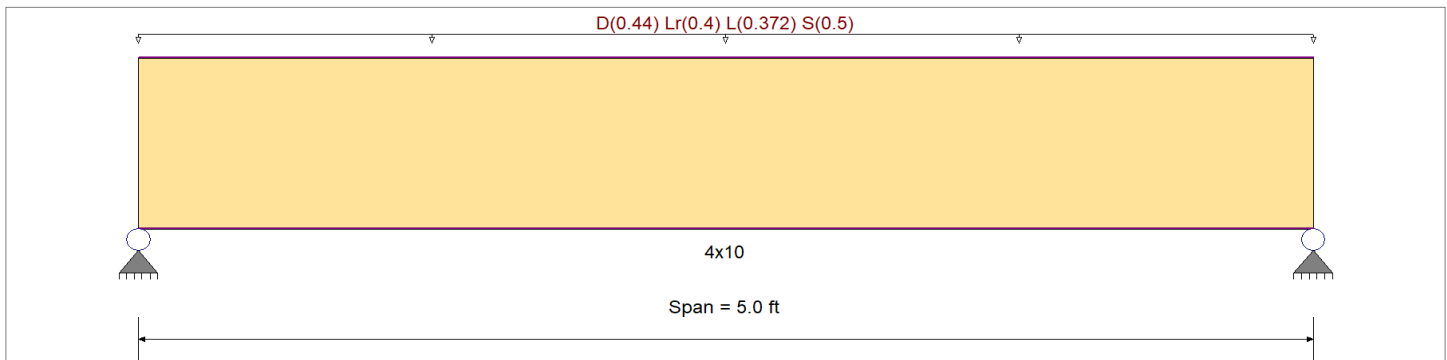 D(0.44) Lr(0.4) L(0.372) S(0.5)
4x10
Span = 5.0 ft